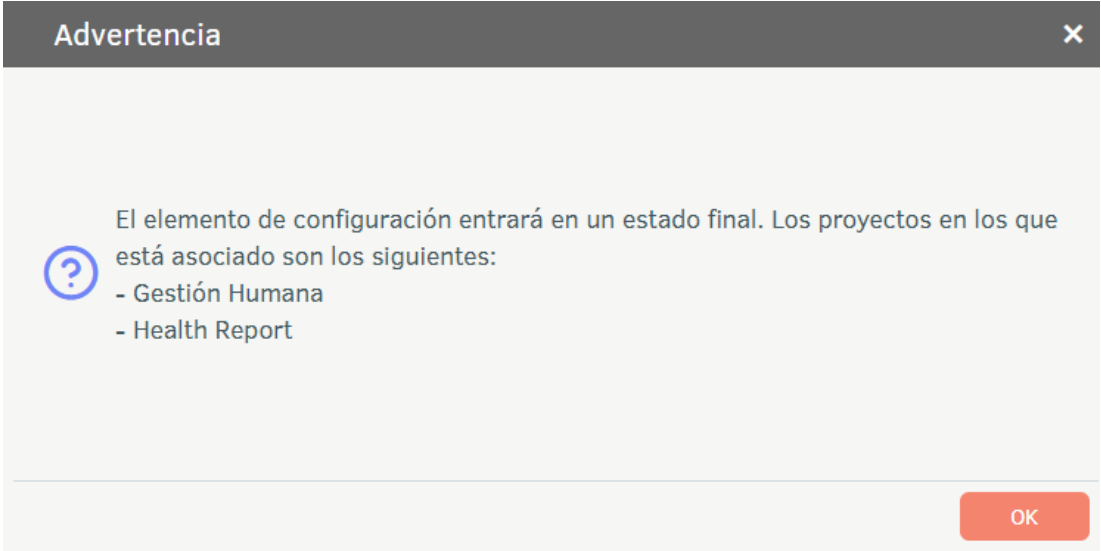 Advertencia
El elemento de configuración entrará en un estado final. Los proyectos en los que
está asociado son los siguientes:
- Gestión Humana
- Health Report
OK